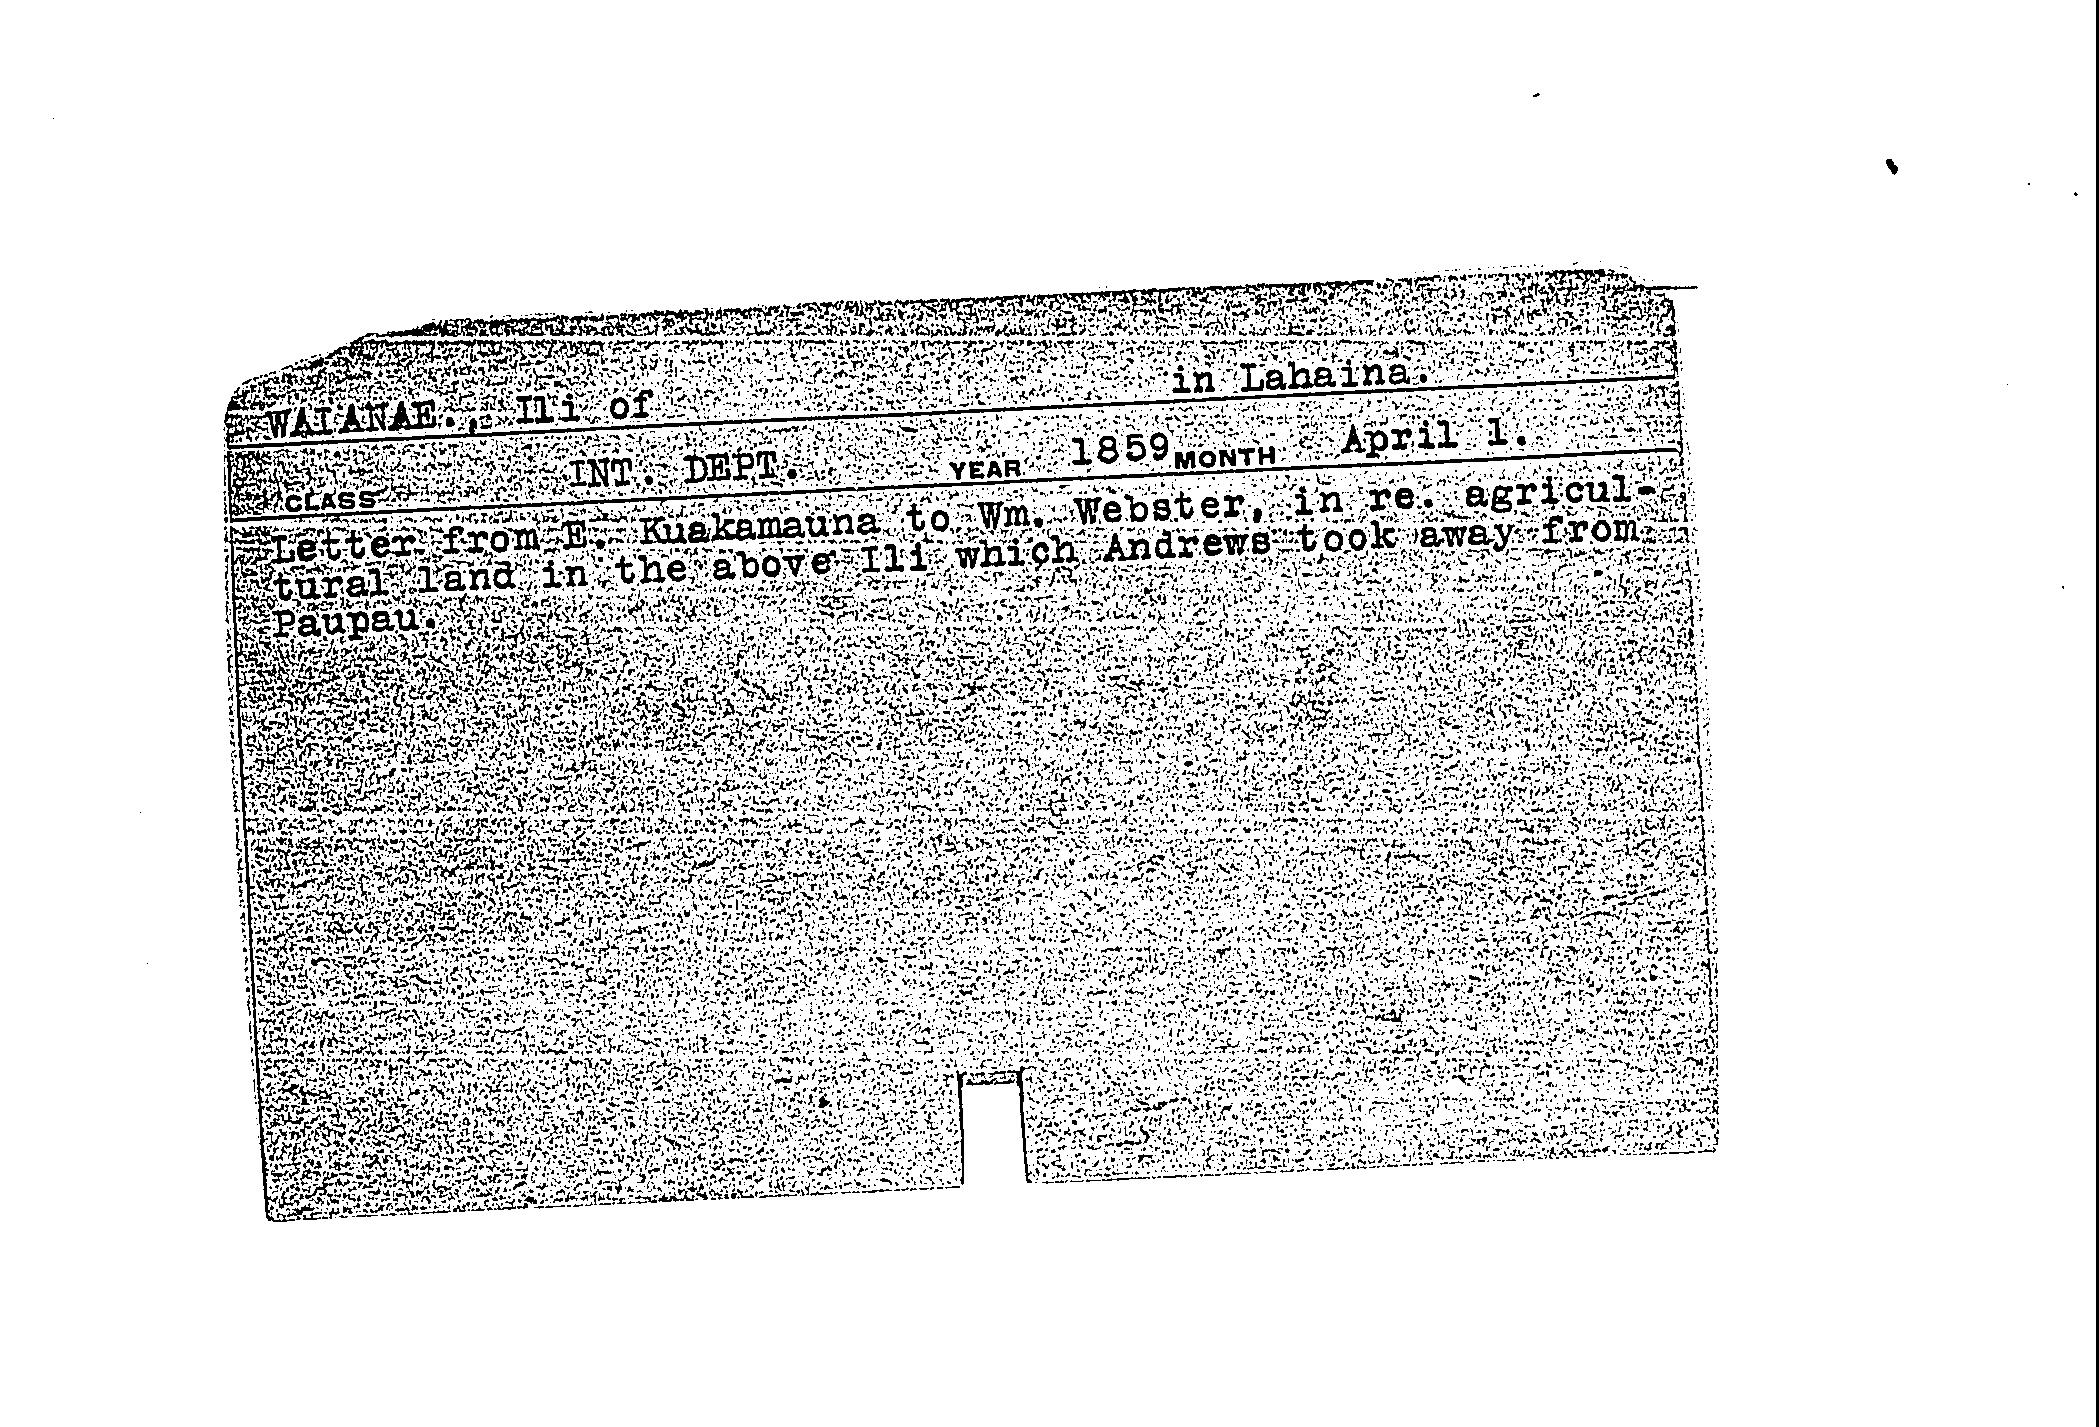 WAIANAE., Ili of in Lahaina.
CLASS INT. DEPT. YEAR 1859 MONTH April 1.
Letter from E. Kuakamauna to Wm. Webster, in re. agricul-
tural land in the above Ili which Andrews took away from
Paupau.